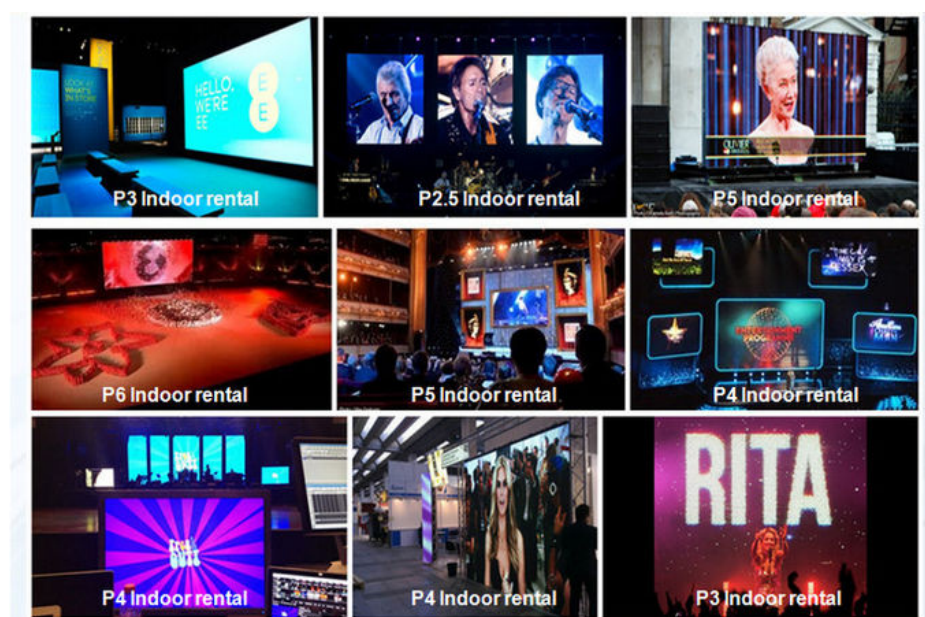 LOOK AT
WHAT'S
IN STORE
HELLO,
WE'RE
EE
EE
P3 Indoor rental
P2.5 Indoor rental
OLIVIER
P5 Indoor rental
P6 Indoor rental
P5 Indoor rental
ENTERTAINMENT
PROGRAMME
P4 Indoor rental
P4 Indoor rental
P4 Indoor rental
RITA
P3 Indoor rental